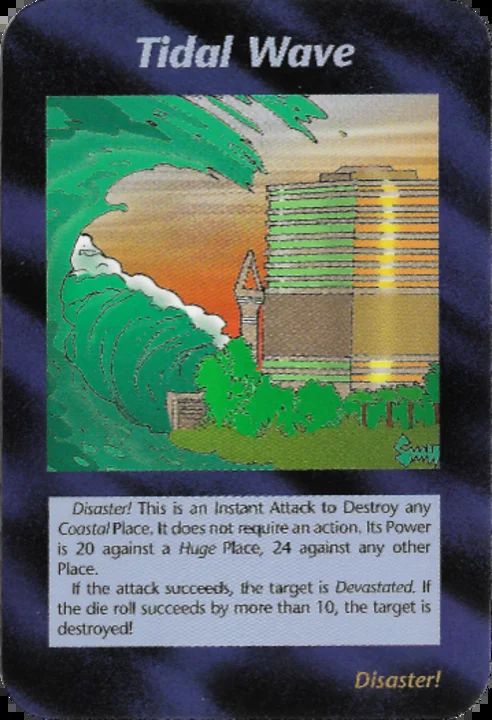 Tidal Wave
Disaster! This is an Instant Attack to Destroy any
Coastal Place. It does not require an action. Its Power
is 20 against a Huge Place, 24 against any other
Place.
If the attack succeeds, the target is Devastated. If
the die roll succeeds by more than 10, the target is
destroyed!
Disaster!